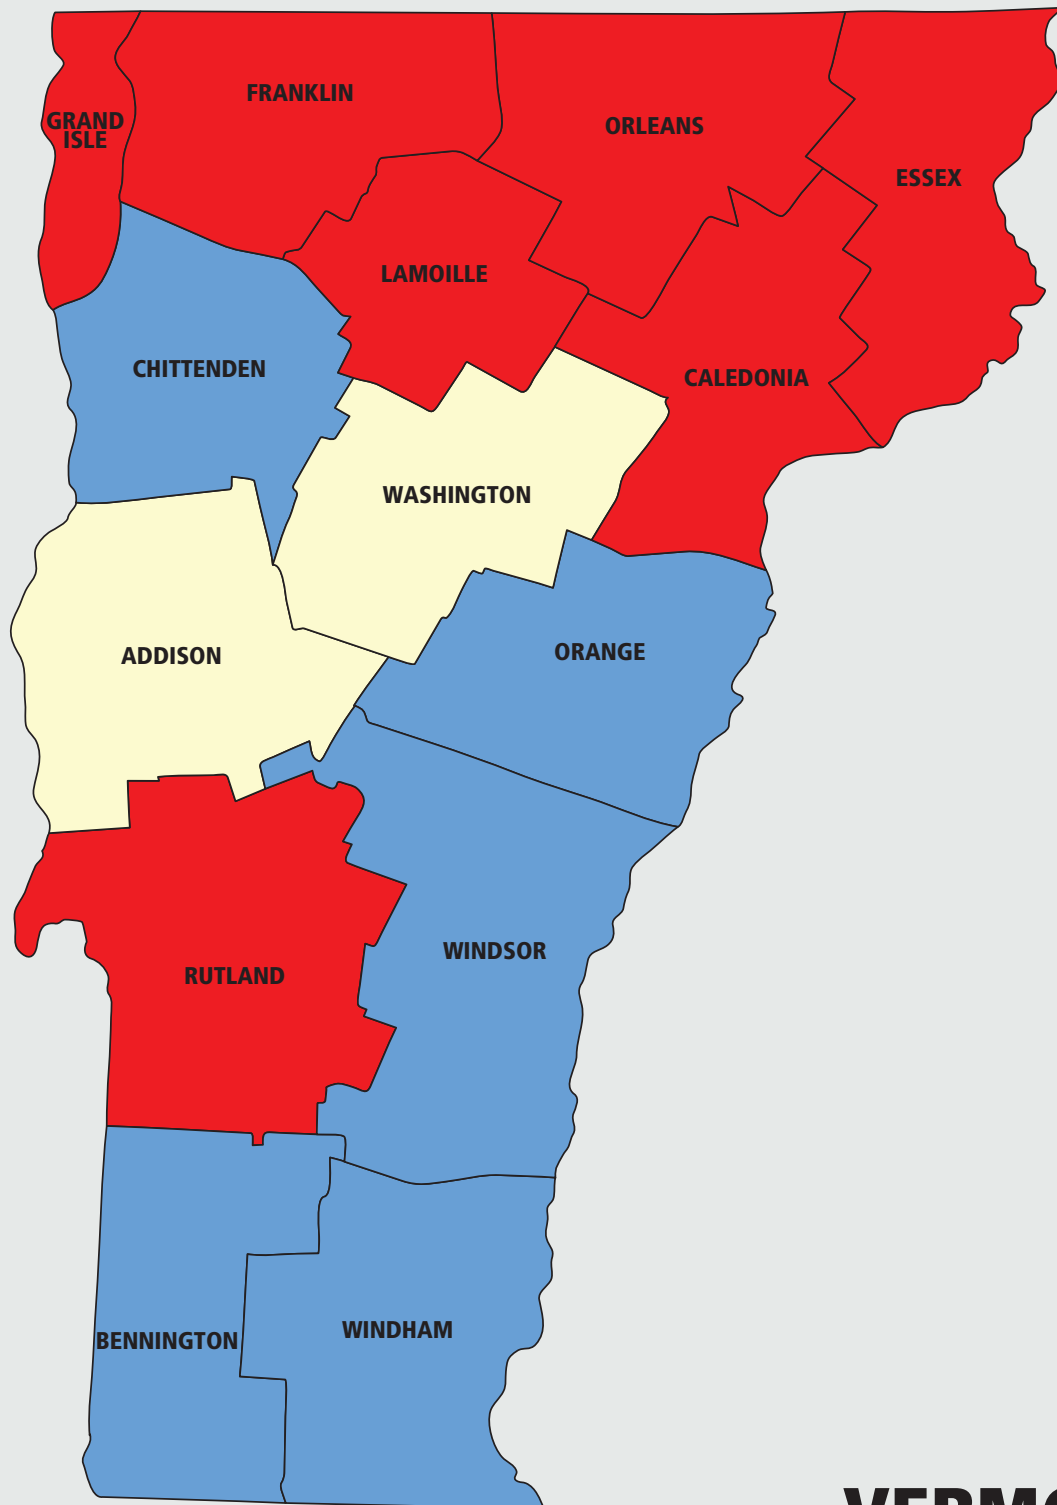 FRANKLIN
GRAND
ISLE
ORLEANS
ESSEX
LAMOILLE
CHITTENDEN
CALEDONIA
WASHINGTON
ADDISON
ORANGE
WINDSOR
RUTLAND
WINDHAM
BENNINGTON